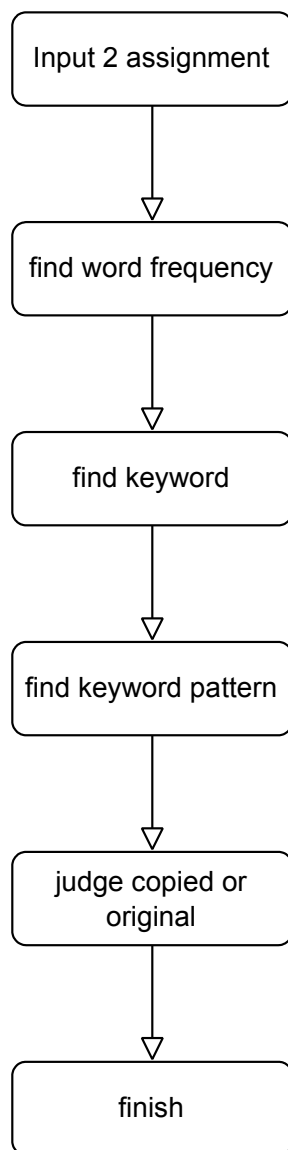 Input 2 assignment
find word frequency
find keyword
find keyword pattern
judge copied or
original
finish